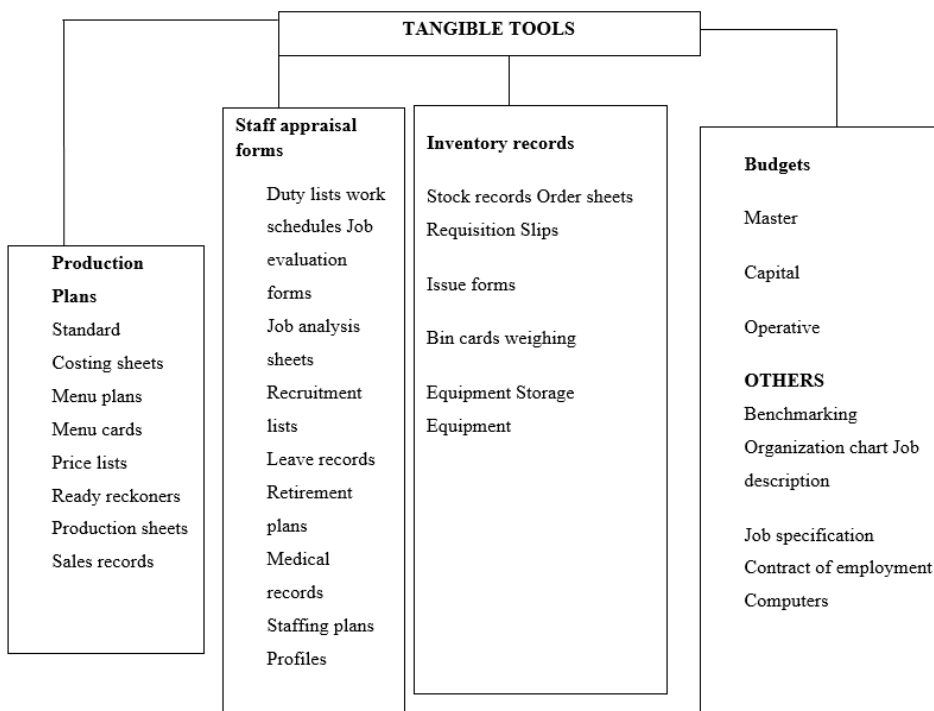 TANGIBLE TOOLS
Production
Plans
Standard
Costing sheets
Menu plans
Menu cards
Price lists
Ready reckoners
Production sheets
Sales records
Staff appraisal
forms
Duty lists work
schedules Job
evaluation
forms
Job analysis
sheets
Recruitment
lists
Leave records
Retirement
plans
Medical
records
Staffing plans
Profiles
Inventory records
Stock records Order sheets
Requisition Slips
Issue forms
Bin cards weighing
Equipment Storage
Equipment
Budgets
Master
Capital
Operative
OTHERS
Benchmarking
Organization chart Job
description
Job specification
Contract of employment
Computers